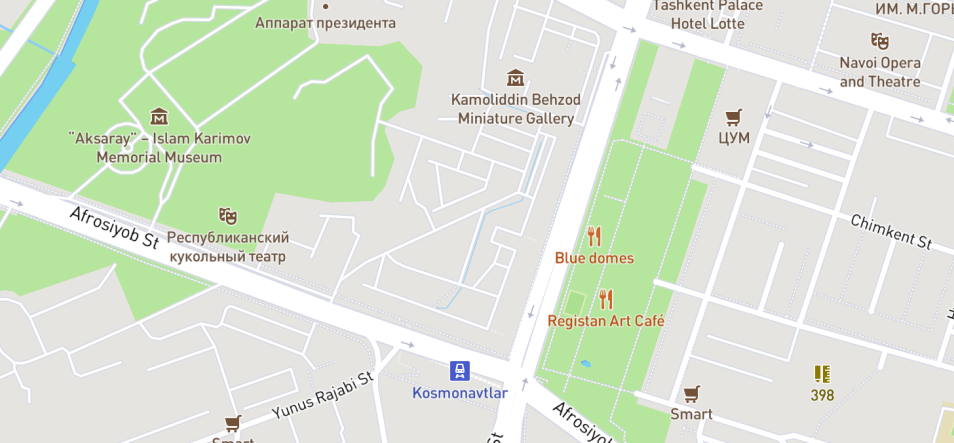 Аппарат президента
Tashkent Palace
Hotel Lotte
ИМ. М.ГОРЬ
Navoi Opera
and Theatre
Kamoliddin Behzod
Miniature Gallery
"Aksaray" – Islam Karimov
Memorial Museum
ЦУМ
Afrosiyob St
Республиканский
кукольный театр
Chimkent St
Blue domes
Registan Art Café
Kosmonavtlar
Yunus Rajabi St
398
Smart
Afrosiyo
Smart
st